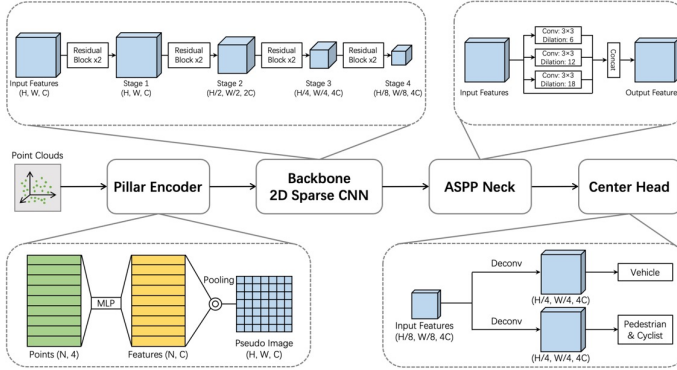 Input Features
(H, W, C)
Residual
Block x2
Stage 1
(H, W, C)
Residual
Block x2
Stage 2
(H/2, W/2, 2C)
Residual
Block x2
Stage 3
(H/4, W/4, 4C)
Residual
Block x2
Stage 4
(H/8, W/8, 4C)
Input Features
Conv: 3×3
Dilation: 6
Conv: 3×3
Dilation: 12
Conv: 3×3
Dilation: 18
Concat
Output Feature
Point Clouds
Pillar Encoder
Backbone
2D Sparse CNN
ASPP Neck
Center Head
Points (N, 4)
MLP
Features (N, C)
Pooling
Pseudo Image
(H, W, C)
Input Features
(H/8, W/8, 4C)
Deconv
(H/4, W/4, 4C)
Vehicle
Deconv
(H/4, W/4, 4C)
Pedestrian
& Cyclist